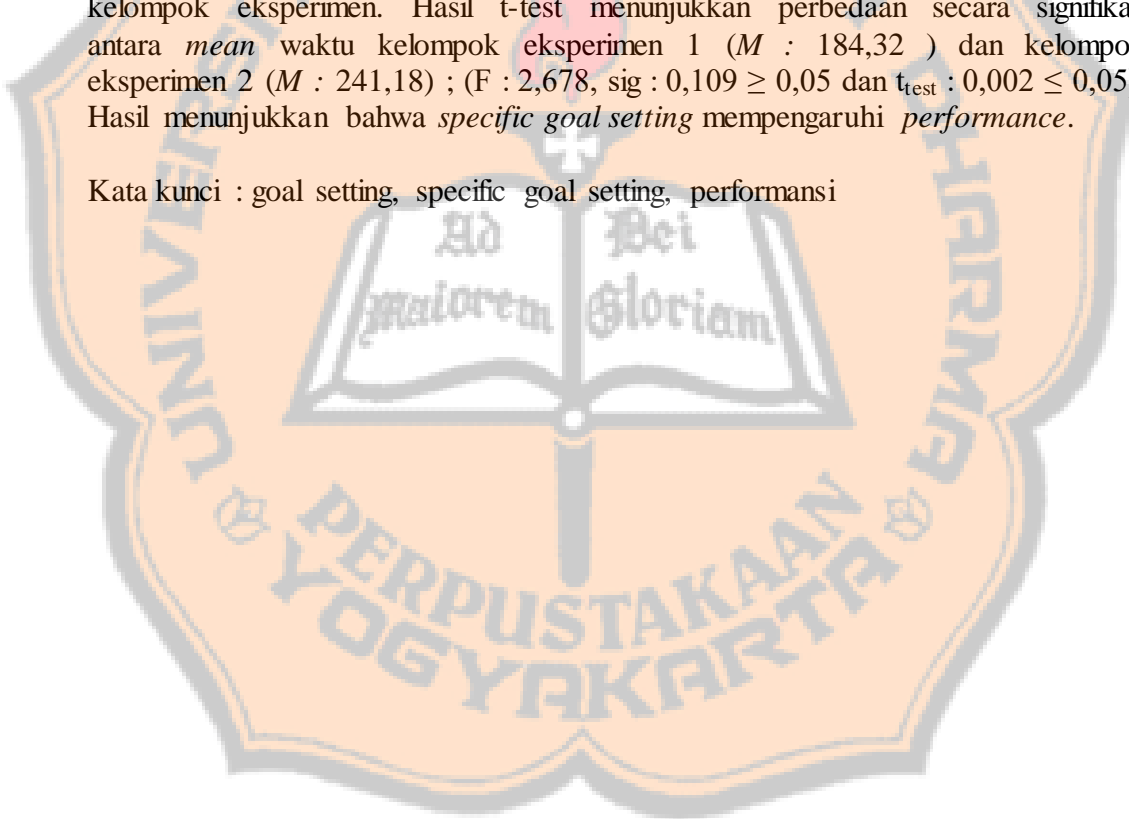 kelompok eksperimen. Hasil t-test menunjukkan perbedaan secara signifika
antara mean waktu kelompok eksperimen 1 (M : 184,32 ) dan kelompo
eksperimen 2 (M : 241,18) ; (F : 2,678, sig : 0,109 ≥ 0,05 dan ttest : 0,002 ≤ 0,05
Hasil menunjukkan bahwa specific goal setting mempengaruhi performance.
Kata kunci : goal setting, specific goal setting, performansi
UNIVERSI
DHARMA
Ad Dei
maiorem Gloriam
PERPUSTAKAAN
YOGYAKARTA